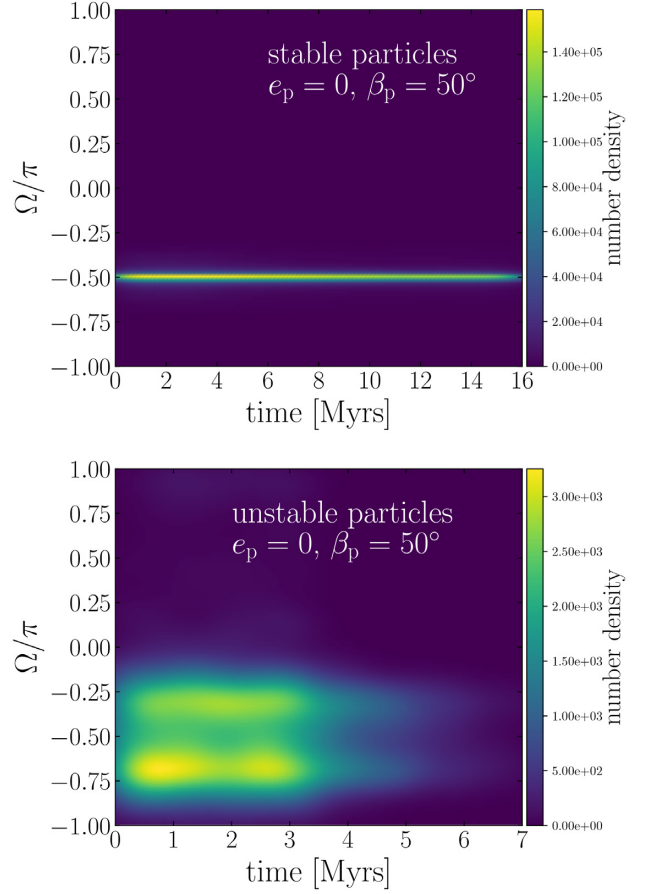 1.00
0.75
0.50
0.25
0.00
−0.25
−0.50
−0.75
−1.00
Ω/π
stable particles
eₚ = 0, βₚ = 50°
0 2 4 6 8 10 12 14 16
time [Myrs]
1.40e+05
1.20e+05
1.00e+05
8.00e+04
6.00e+04
4.00e+04
2.00e+04
0.00e+00
number density
1.00
0.75
0.50
0.25
0.00
−0.25
−0.50
−0.75
−1.00
Ω/π
unstable particles
eₚ = 0, βₚ = 50°
0 1 2 3 4 5 6 7
time [Myrs]
3.00e+03
2.50e+03
2.00e+03
1.50e+03
1.00e+03
5.00e+02
0.00e+00
number density